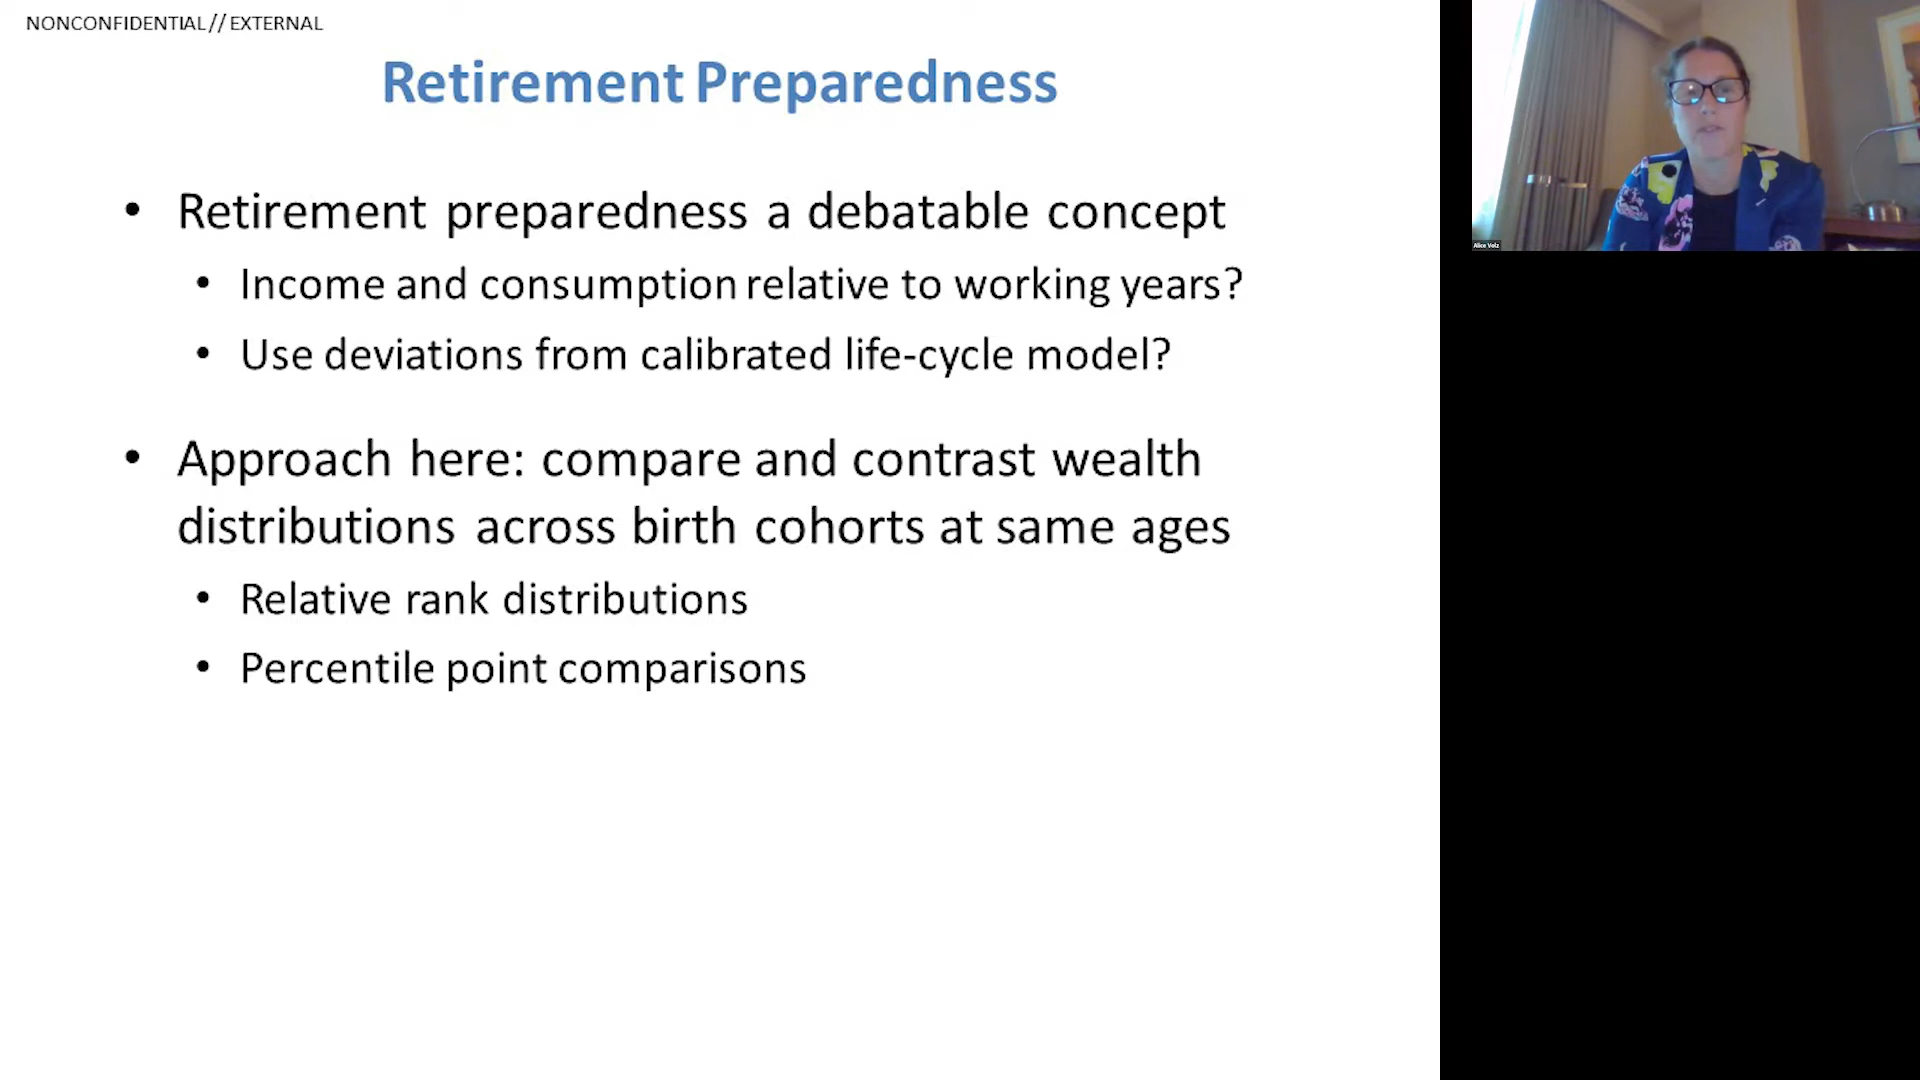 NONCONFIDENTIAL//EXTERNAL
Retirement Preparedness
• Retirement preparedness a debatable concept
• Income and consumption relative to working years?
• Use deviations from calibrated life-cycle model?
• Approach here: compare and contrast wealth
distributions across birth cohorts at same ages
• Relative rank distributions
• Percentile point comparisons
Alice Volz